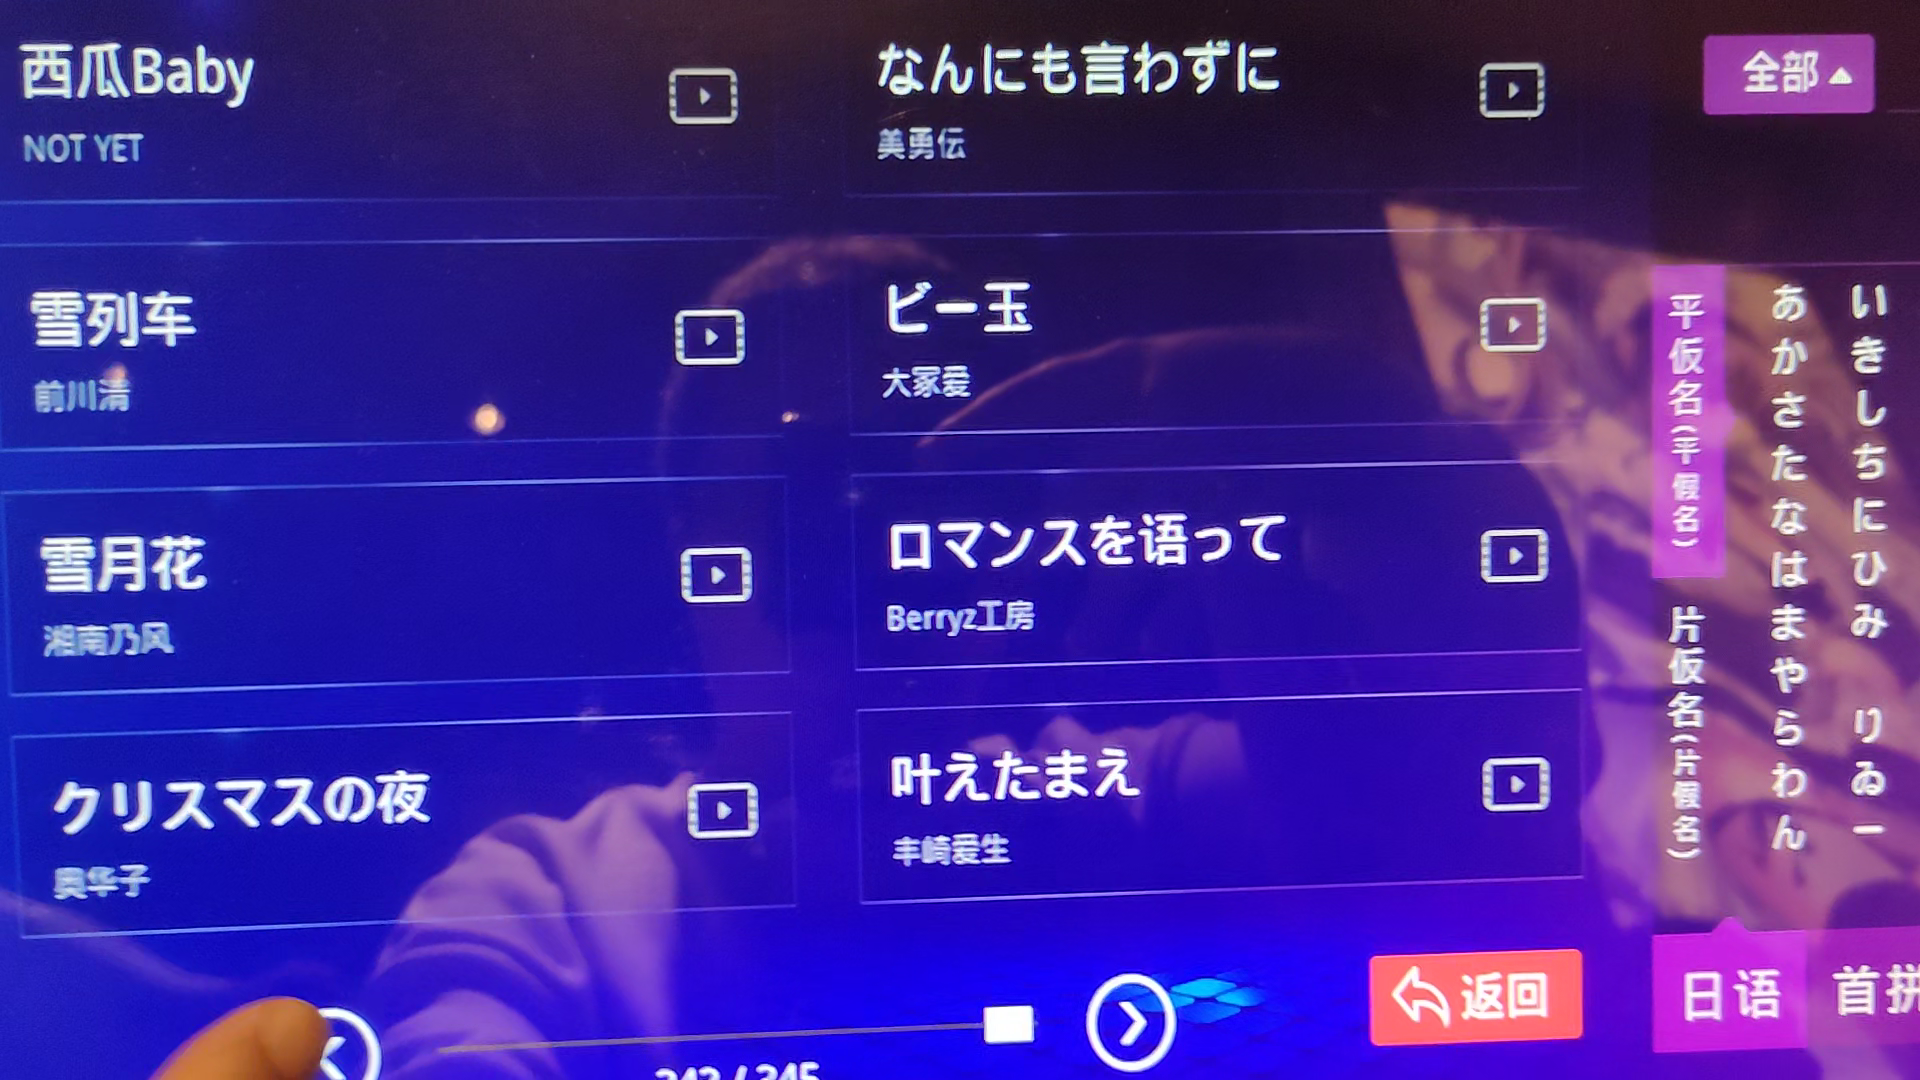 西瓜Baby
NOT YET
なんにも言わずに
美勇伝
全部
雪列车
前川清
ビー玉
大冢爱
雪月花
湘南乃风
ロマンスを语って
Berryz工房
クリスマスの夜
奥华子
叶えたまえ
丰崎爱生
平仮名(平假名)
片仮名(片假名)
あかさたなはまやらわん
いきしちにひみ りゐー
342 / 345
返回
日语
首拼